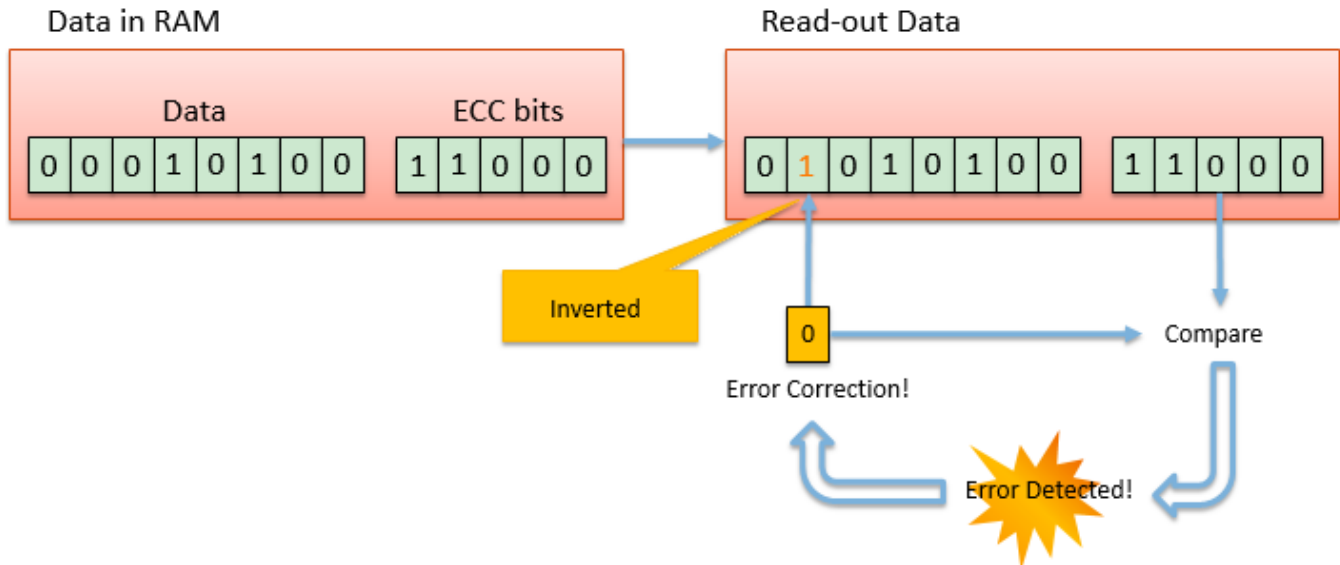 Data in RAM
Read-out Data
Data
ECC bits
0 0 0 1 0 1 0 0
1 1 0 0 0
0 1 0 1 0 1 0 0
1 1 0 0 0
Inverted
0
Compare
Error Correction!
Error Detected!